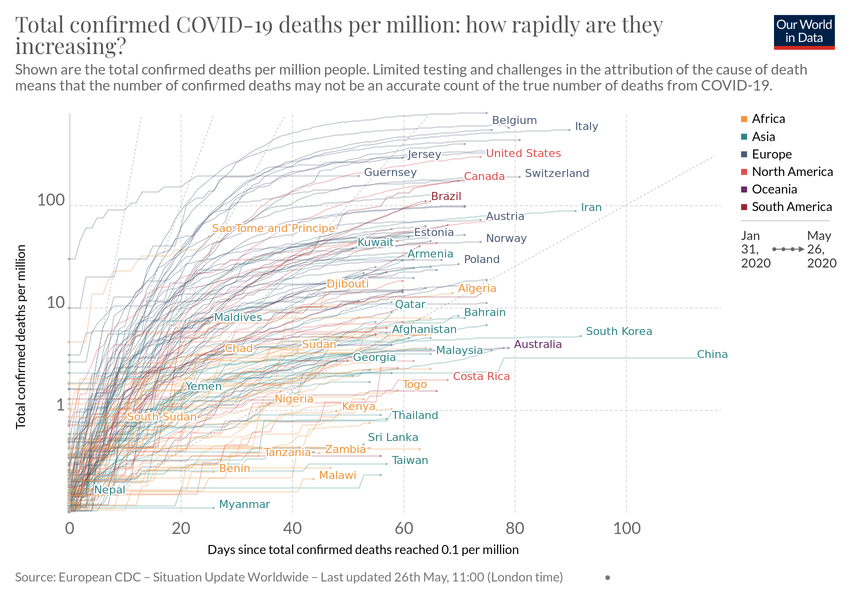 Total confirmed COVID-19 deaths per million: how rapidly are they
increasing?
Our World
in Data
Shown are the total confirmed deaths per million people. Limited testing and challenges in the attribution of the cause of death
means that the number of confirmed deaths may not be an accurate count of the true number of deaths from COVID-19.
Belgium
Italy
Jersey
United States
Guernsey
Canada
Switzerland
Brazil
Iran
Sao Tome and Principe
Austria
Kuwait
Estonia
Norway
Armenia
Poland
Djibouti
Algeria
Qatar
Maldives
Bahrain
Afghanistan
South Korea
Chad
Sudan
Georgia
Malaysia
Australia
China
Yemen
Togo
Costa Rica
Nigeria
Kenya
South Sudan
Thailand
Sri Lanka
Tanzania
Zambia
Taiwan
Benin
Malawi
Nepal
Myanmar
Total confirmed deaths per million
100
10
1
0
20
40
60
80
100
Days since total confirmed deaths reached 0.1 per million
Africa
Asia
Europe
North America
Oceania
South America
Jan
31,
2020
May
26,
2020
Source: European CDC – Situation Update Worldwide – Last updated 26th May, 11:00 (London time)